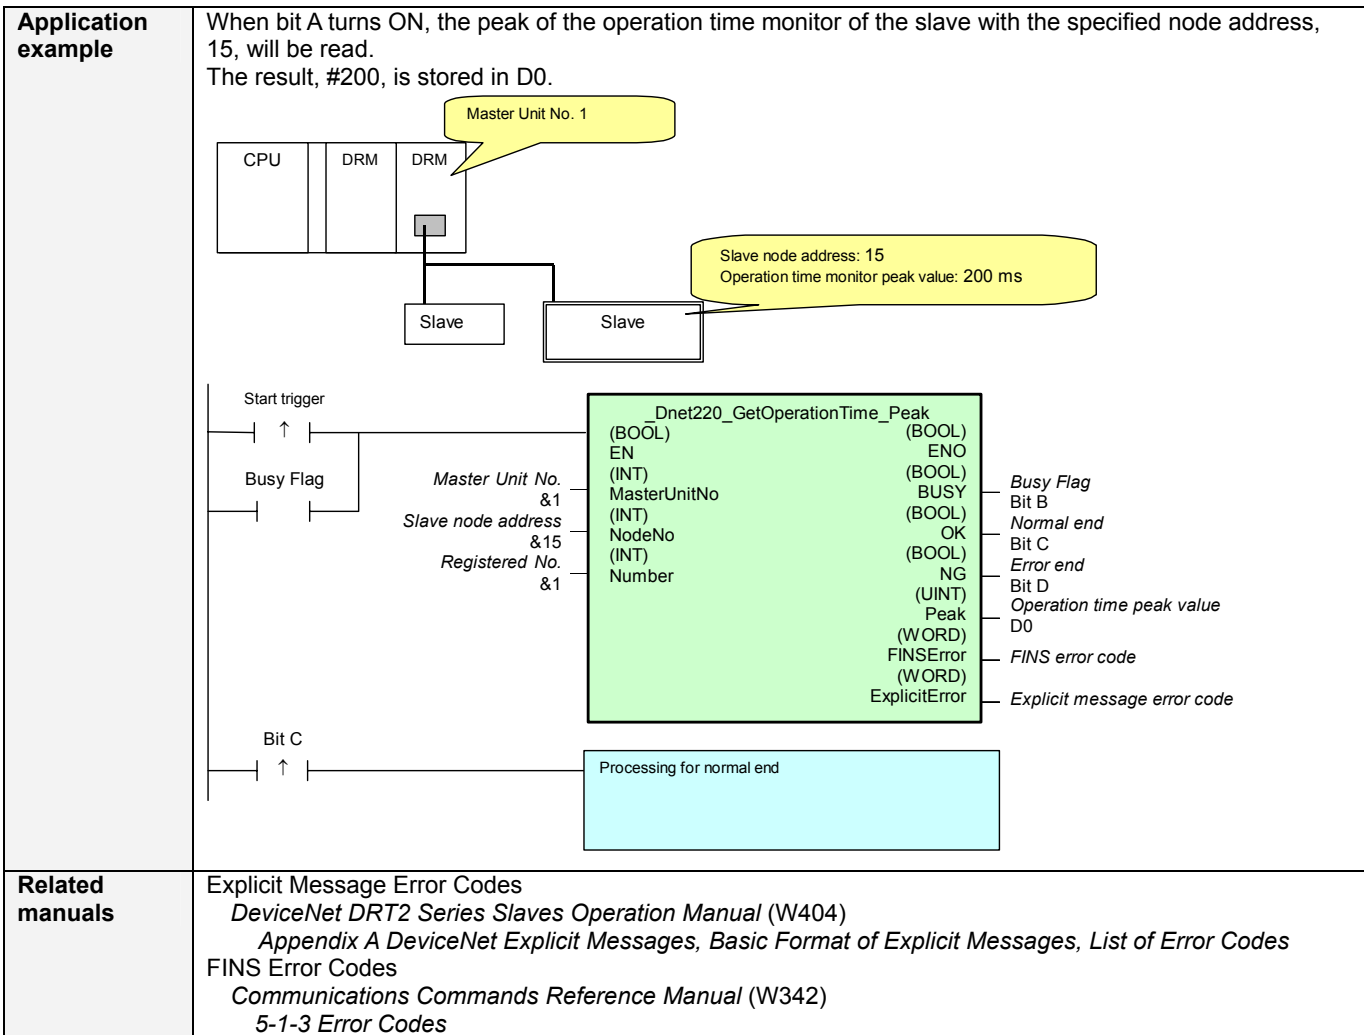 Application
example
When bit A turns ON, the peak of the operation time monitor of the slave with the specified node address,
15, will be read.
The result, #200, is stored in D0.
Master Unit No. 1
CPU
DRM
DRM
Slave node address: 15
Operation time monitor peak value: 200 ms
Slave
Slave
Start trigger
↑
Busy Flag
Master Unit No.
&1
Slave node address
&15
Registered No.
&1
_Dnet220_GetOperationTime_Peak
(BOOL)
EN
(INT)
MasterUnitNo
(INT)
NodeNo
(INT)
Number
(BOOL)
ENO
(BOOL)
BUSY
(BOOL)
OK
(BOOL)
NG
(UINT)
Peak
(WORD)
FINSError
(WORD)
ExplicitError
Busy Flag
Bit B
Normal end
Bit C
Error end
Bit D
Operation time peak value
D0
FINS error code
Explicit message error code
Bit C
↑
Processing for normal end
Related
manuals
Explicit Message Error Codes
DeviceNet DRT2 Series Slaves Operation Manual (W404)
Appendix A DeviceNet Explicit Messages, Basic Format of Explicit Messages, List of Error Codes
FINS Error Codes
Communications Commands Reference Manual (W342)
5-1-3 Error Codes